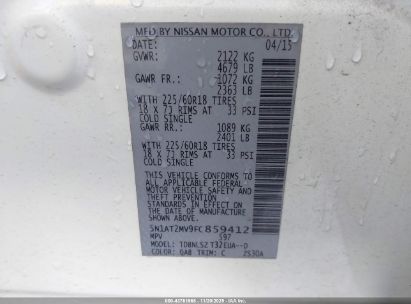 MFD BY NISSAN MOTOR CO., LTD.
DATE: 04/15
GVWR: 2122 KG
4679 LB
GAWR FR: 1072 KG
2363 LB
WITH 225/60R18 TIRES
18 X 7J RIMS AT 33 PSI
COLD SINGLE
GAWR RR: 1089 KG
2401 LB
WITH 225/60R18 TIRES
18 X 7J RIMS AT 33 PSI
COLD SINGLE
THIS VEHICLE CONFORMS TO ALL
APPLICABLE FEDERAL MOTOR
VEHICLE SAFETY AND THEFT
PREVENTION STANDARDS IN
EFFECT ON THE DATE OF
MANUFACTURE SHOWN ABOVE.
5N1AT2MV9FC859412
MPV 597
MODEL: TDBNLSZ T32EUA--D
COLOR: QAB TRIM: C 2S30A